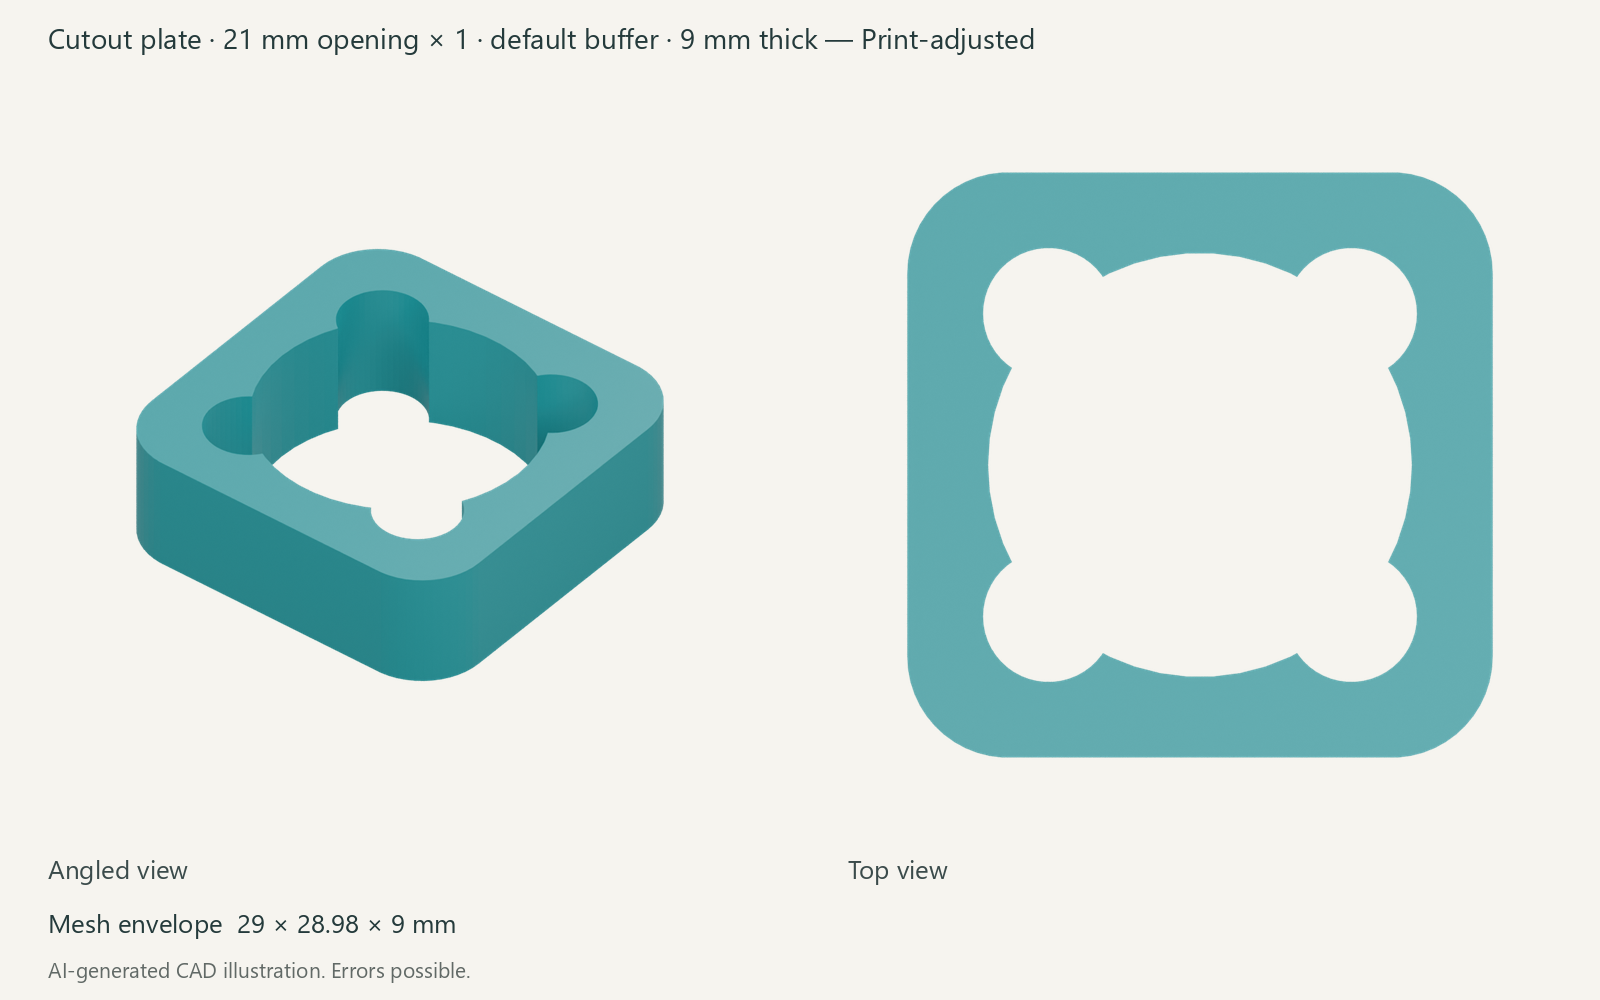 Cutout plate · 21 mm opening × 1 · default buffer · 9 mm thick — Print-adjusted
Angled view
Top view
Mesh envelope 29 × 28.98 × 9 mm
AI-generated CAD illustration. Errors possible.